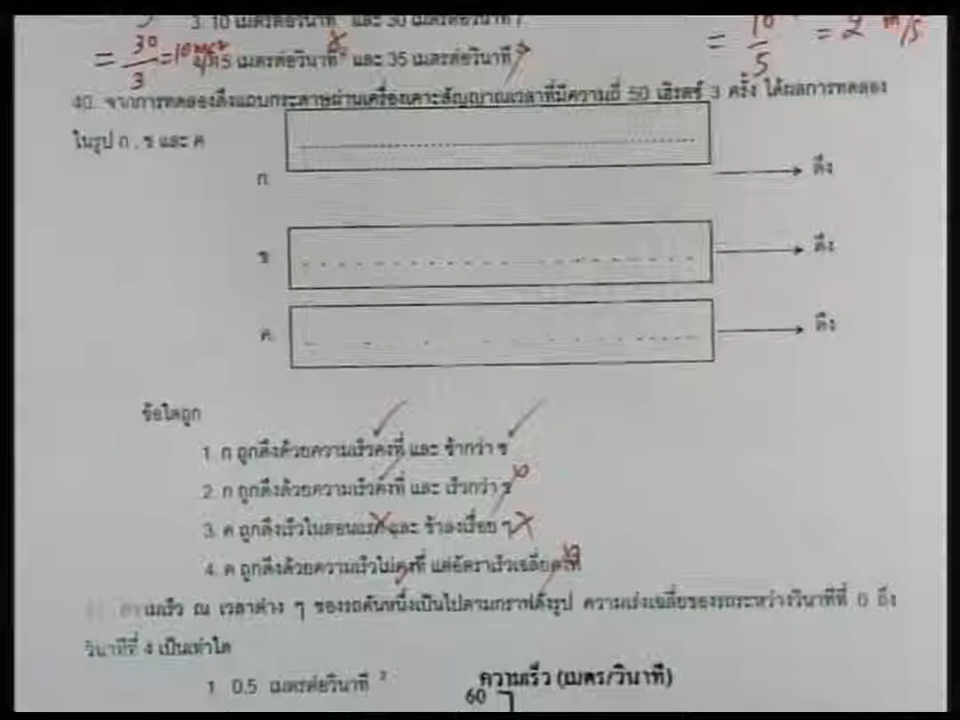 3. 10 เมตรต่อวินาที² และ 30 เมตรต่อวินาที
= 10/5 = 2 m/s
= 30/3 = 10 m/s²
4. 15 เมตรต่อวินาที² และ 35 เมตรต่อวินาที
40. จากการทดลองดึงแถบกระดาษผ่านเครื่องเคาะสัญญาณเวลาที่มีความถี่ 50 เฮิรตซ์ 3 ครั้ง ได้ผลการทดลอง
ในรูป ก , ข และ ค
ก. ดึง
ข. ดึง
ค. ดึง
ข้อใดถูก
1. ก ถูกดึงด้วยความเร็วคงที่ และ ช้ากว่า ข
2. ก ถูกดึงด้วยความเร็วคงที่ และ เร็วกว่า ข
3. ค ถูกดึงเร็วในตอนแรกและ ช้าลงเรื่อย ๆ
4. ค ถูกดึงด้วยความเร็วไม่คงที่ แต่อัตราเร็วเฉลี่ยคงที่
ความเร็ว ณ เวลาต่าง ๆ ของรถคันหนึ่งเป็นไปตามกราฟดังรูป ความเร่งเฉลี่ยของรถระหว่างวินาทีที่ 0 ถึง
วินาทีที่ 4 เป็นเท่าใด
1 0.5 เมตรต่อวินาที ²
ความเร็ว (เมตร/วินาที)
60